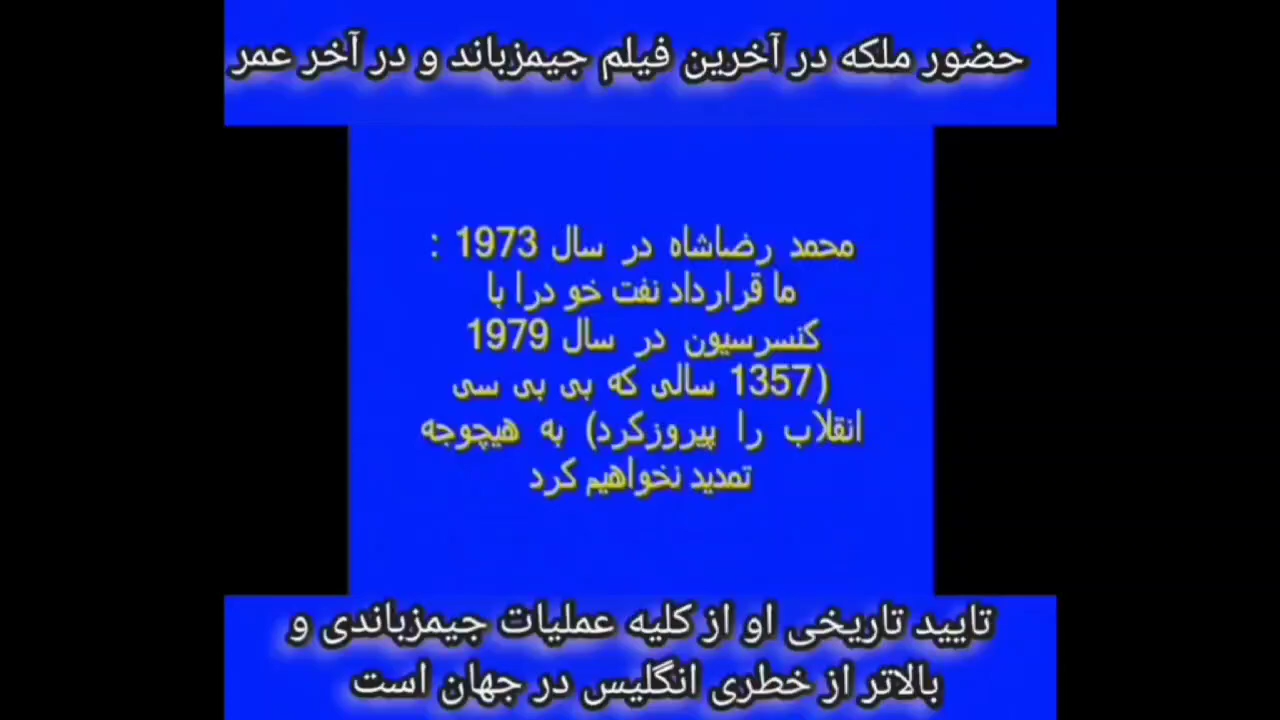 حضور ملکه در آخرین فیلم جیمزباند و در آخر عمر
محمد رضاشاه در سال 1973 :
ما قرارداد نفت خو درا با
کنسرسیون در سال 1979
(1357 سالی که بی بی سی
انقلاب را پیروزکرد) به هیچوجه
تمدید نخواهیم کرد
تایید تاریخی او از کلیه عملیات جیمزباندی و
بالاتر از خطری انگلیس در جهان است